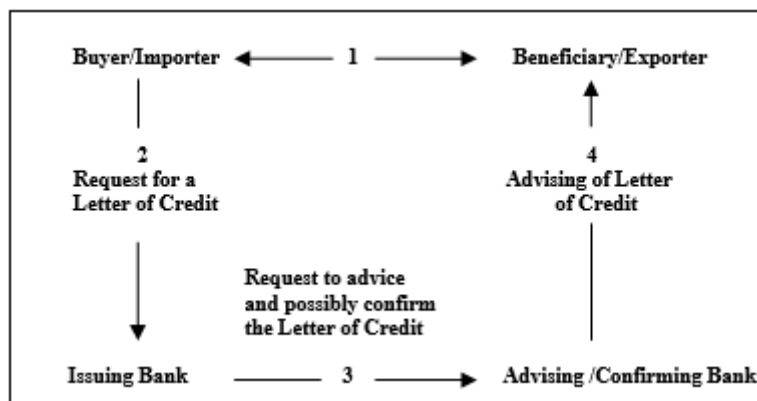 Buyer/Importer 1 Beneficiary/Exporter
2
Request for a
Letter of Credit
4
Advising of Letter
of Credit
Request to advice
and possibly confirm
the Letter of Credit
Issuing Bank 3 Advising /Confirming Bank